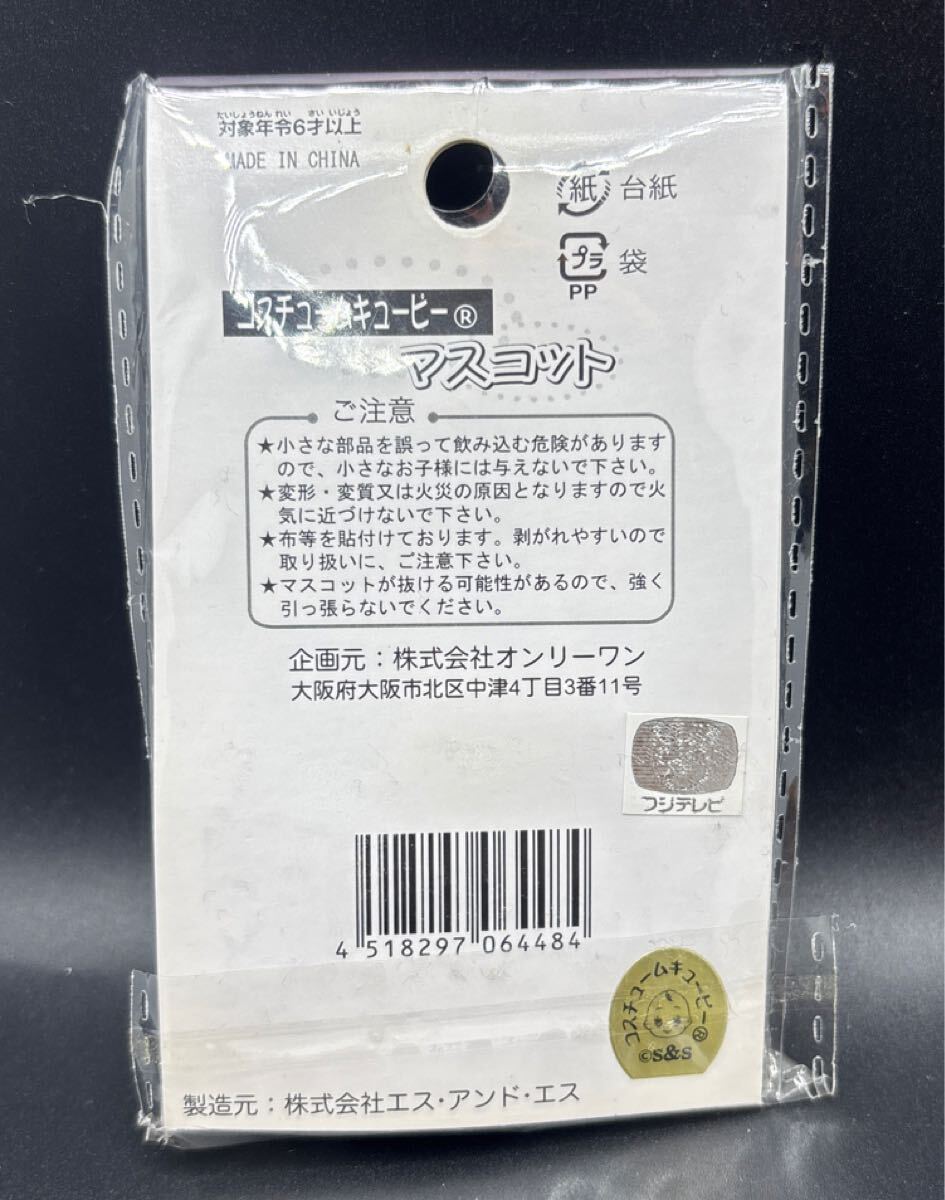 たいしょうねんれい さいいじょう
対象年令6才以上
MADE IN CHINA
紙 台紙
プラ 袋
PP
コスチュームキューピー®
マスコット
ご注意
★小さな部品を誤って飲み込む危険があります
ので、小さなお子様には与えないで下さい。
★変形・変質又は火災の原因となりますので火
気に近づけないで下さい。
★布等を貼付けております。剥がれやすいので
取り扱いに、ご注意下さい。
★マスコットが抜ける可能性があるので、強く
引っ張らないでください。
企画元：株式会社オンリーワン
大阪府大阪市北区中津4丁目3番11号
フジテレビ
4 518297 064484
コスチュームキューピー®
©S&S
製造元：株式会社エス・アンド・エス